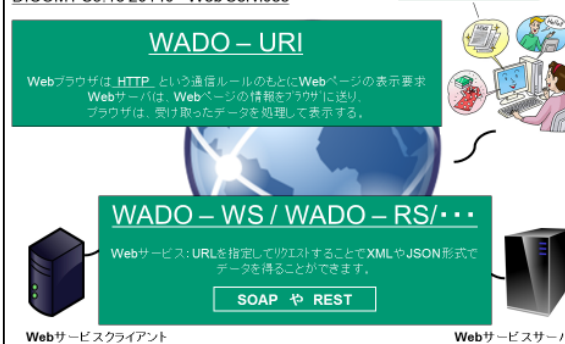 WADO – URI
Webブラウザは HTTP という通信ルールのもとにWebページの表示要求
Webサーバは、Webページの情報をブラウザに送り、
ブラウザは、受け取ったデータを処理して表示する。
WADO – WS / WADO – RS/・・・
Webサービス：URLを指定してリクエストすることでXMLやJSON形式で
データを得ることができます。
SOAP や REST
Webサービスクライアント
Webサービスサー